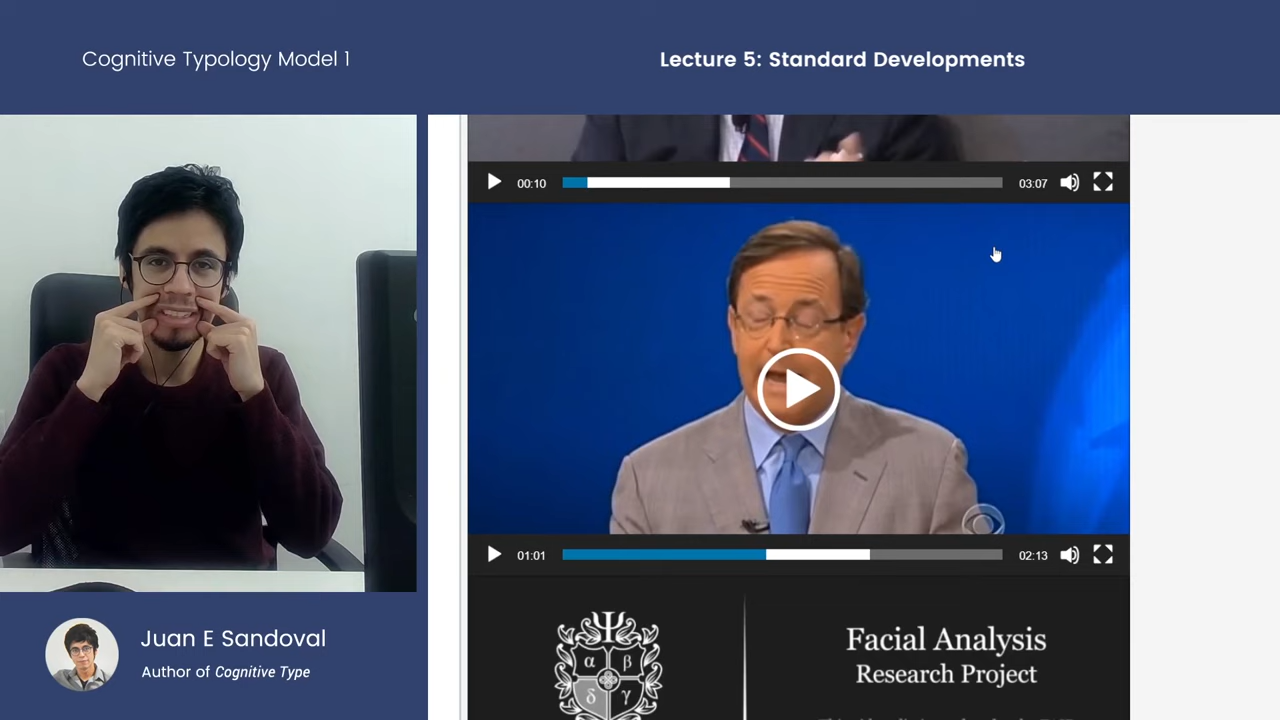 Cognitive Typology Model 1
Lecture 5: Standard Developments
00:10
03:07
01:01
02:13
Ψ
α β
δ γ
Facial Analysis
Research Project
Juan E Sandoval
Author of Cognitive Type